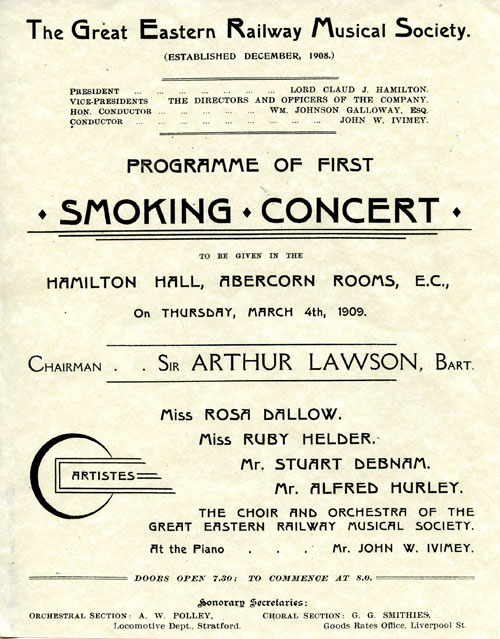 The Great Eastern Railway Musical Society.
(ESTABLISHED DECEMBER, 1908.)
PRESIDENT ... ... ... ... ... ... LORD CLAUD J. HAMILTON.
VICE-PRESIDENTS THE DIRECTORS AND OFFICERS OF THE COMPANY.
HON. CONDUCTOR ... ... ... ... ... WM. JOHNSON GALLOWAY, ESQ.
CONDUCTOR ... ... ... ... ... ... ... JOHN W. IVIMEY.
PROGRAMME OF FIRST
SMOKING CONCERT
TO BE GIVEN IN THE
HAMILTON HALL, ABERCORN ROOMS, E.C.,
On THURSDAY, MARCH 4th, 1909.
CHAIRMAN . . SIR ARTHUR LAWSON, BART.
Miss ROSA DALLOW.
Miss RUBY HELDER.
Mr. STUART DEBNAM.
ARTISTES
Mr. ALFRED HURLEY.
THE CHOIR AND ORCHESTRA OF THE
GREAT EASTERN RAILWAY MUSICAL SOCIETY.
At the Piano . . . Mr. JOHN W. IVIMEY.
DOORS OPEN 7.30; TO COMMENCE AT 8.0.
Honorary Secretaries:
ORCHESTRAL SECTION: A. W. POLLEY, CHORAL SECTION: G. G. SMITHIES,
Locomotive Dept., Stratford. Goods Rates Office, Liverpool St.